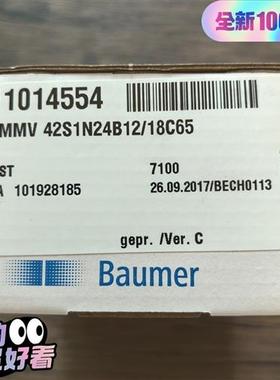 全新100
1014554
MMV 42S1N24B12/18C65
ST
7100
A 101928185
26.09.2017/BECH0113
gepr. /Ver. C
Baumer
好看